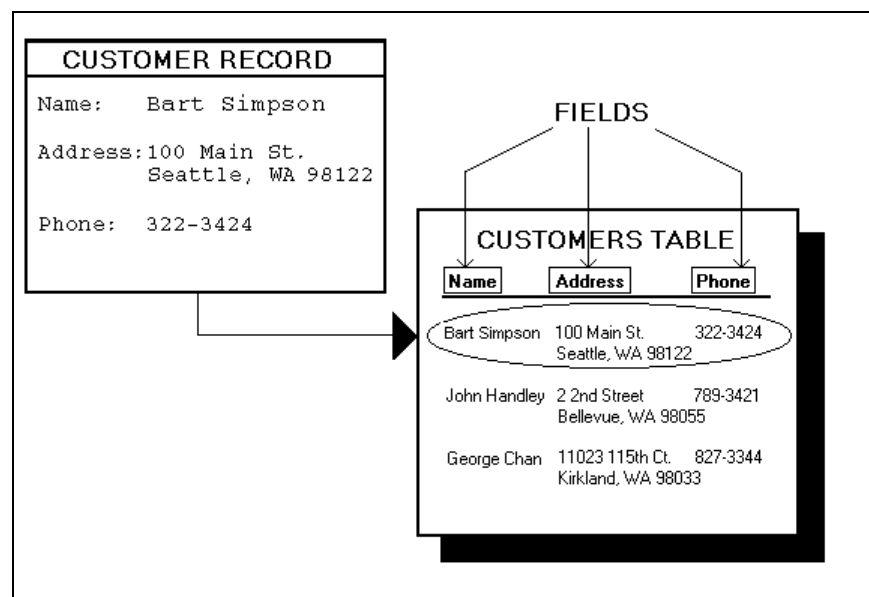 CUSTOMER RECORD
Name: Bart Simpson
Address: 100 Main St.
Seattle, WA 98122
Phone: 322-3424
FIELDS
CUSTOMERS TABLE
Name Address Phone
Bart Simpson 100 Main St. 322-3424
Seattle, WA 98122
John Handley 2 2nd Street 789-3421
Bellevue, WA 98055
George Chan 11023 115th Ct. 827-3344
Kirkland, WA 98033